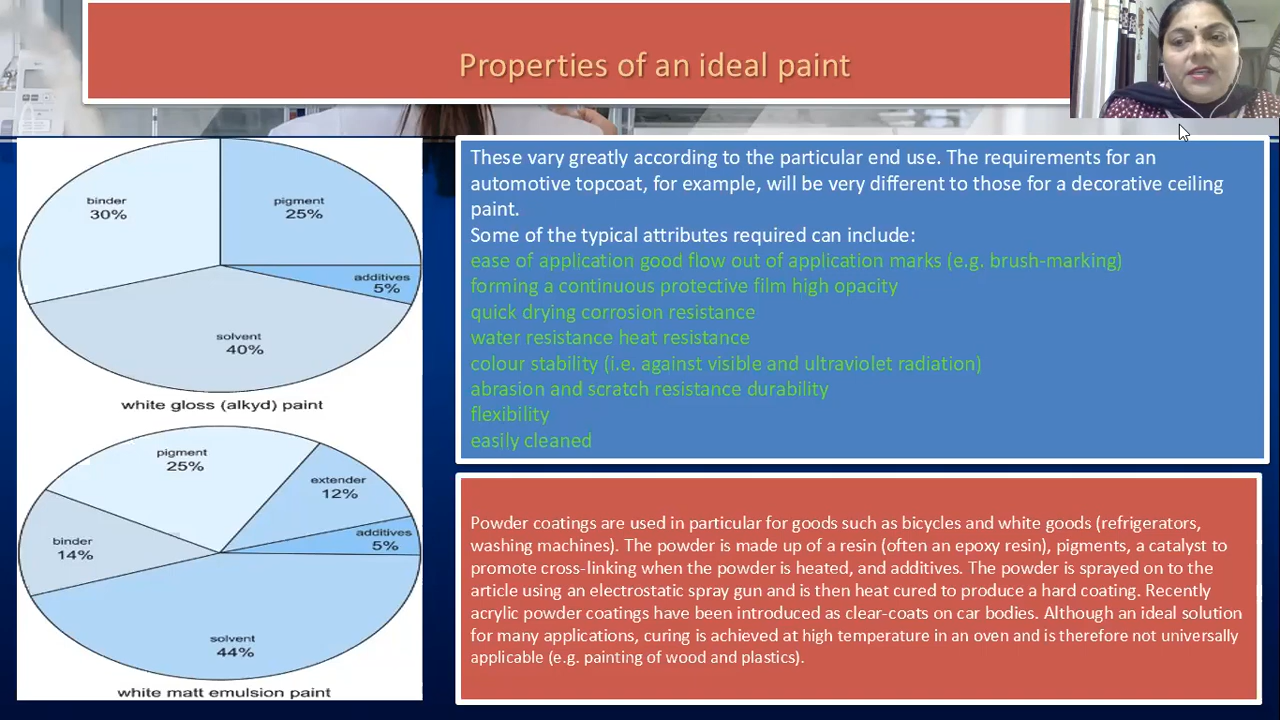 Properties of an ideal paint
binder
30%
pigment
25%
additives
5%
solvent
40%
white gloss (alkyd) paint
pigment
25%
extender
12%
additives
5%
binder
14%
solvent
44%
white matt emulsion paint
These vary greatly according to the particular end use. The requirements for an
automotive topcoat, for example, will be very different to those for a decorative ceiling
paint.
Some of the typical attributes required can include:
ease of application good flow out of application marks (e.g. brush-marking)
forming a continuous protective film high opacity
quick drying corrosion resistance
water resistance heat resistance
colour stability (i.e. against visible and ultraviolet radiation)
abrasion and scratch resistance durability
flexibility
easily cleaned
Powder coatings are used in particular for goods such as bicycles and white goods (refrigerators,
washing machines). The powder is made up of a resin (often an epoxy resin), pigments, a catalyst to
promote cross-linking when the powder is heated, and additives. The powder is sprayed on to the
article using an electrostatic spray gun and is then heat cured to produce a hard coating. Recently
acrylic powder coatings have been introduced as clear-coats on car bodies. Although an ideal solution
for many applications, curing is achieved at high temperature in an oven and is therefore not universally
applicable (e.g. painting of wood and plastics).